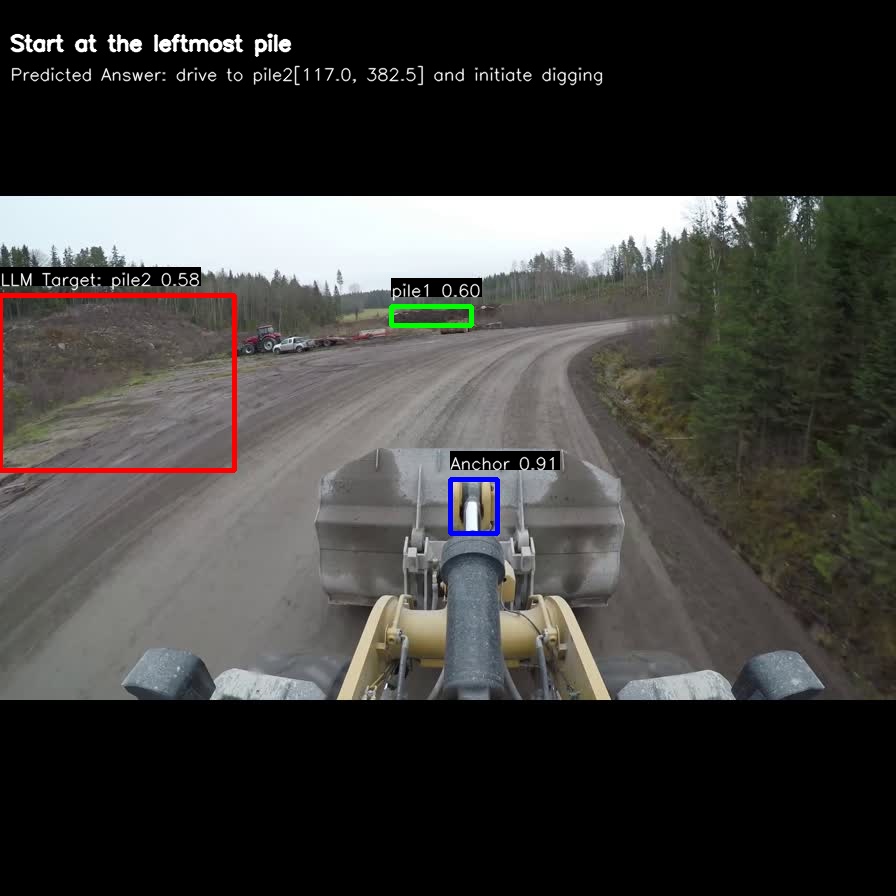 Start at the leftmost pile
Predicted Answer: drive to pile2[117.0, 382.5] and initiate digging
LLM Target: pile2 0.58
pile1 0.60
Anchor 0.91